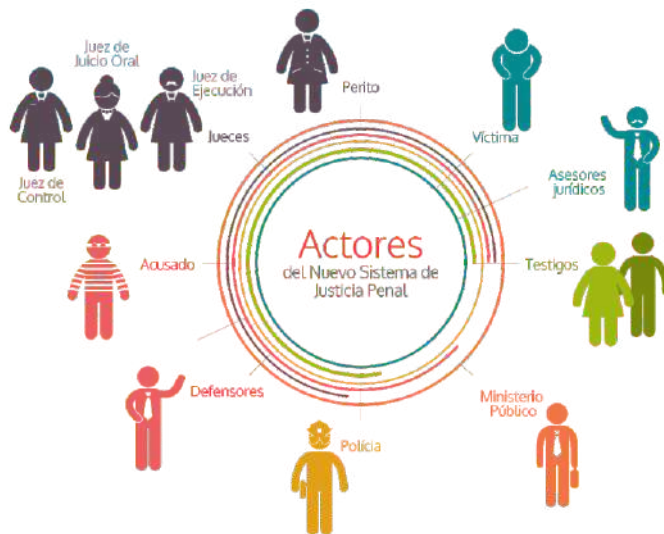 Juez de
Juicio Oral
Juez de
Ejecución
Jueces
Juez de
Control
Perito
Víctima
Asesores
jurídicos
Acusado
Actores
del Nuevo Sistema de
Justicia Penal
Testigos
Defensores
Ministerio
Público
Polícia